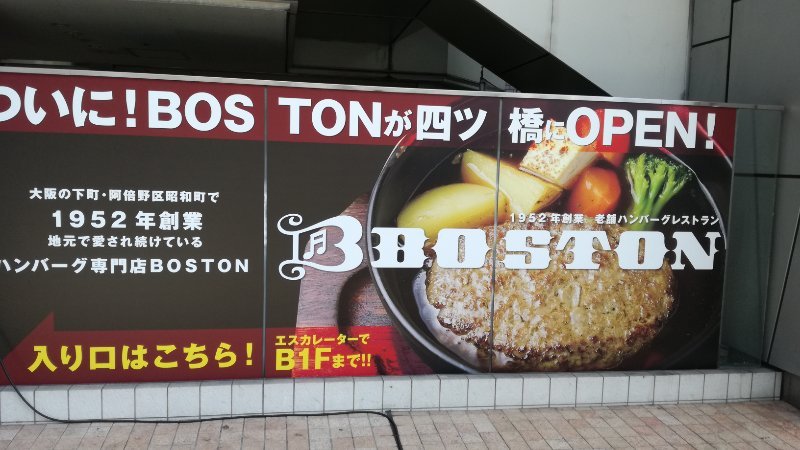 ついに!BOSTONが四ツ橋にOPEN!
大阪の下町・阿倍野区昭和町で
1952年創業
地元で愛され続けている
ハンバーグ専門店BOSTON
1952年創業 老舗ハンバーグレストラン
BOSTON
入り口はこちら!
エスカレーターで
B1Fまで!!